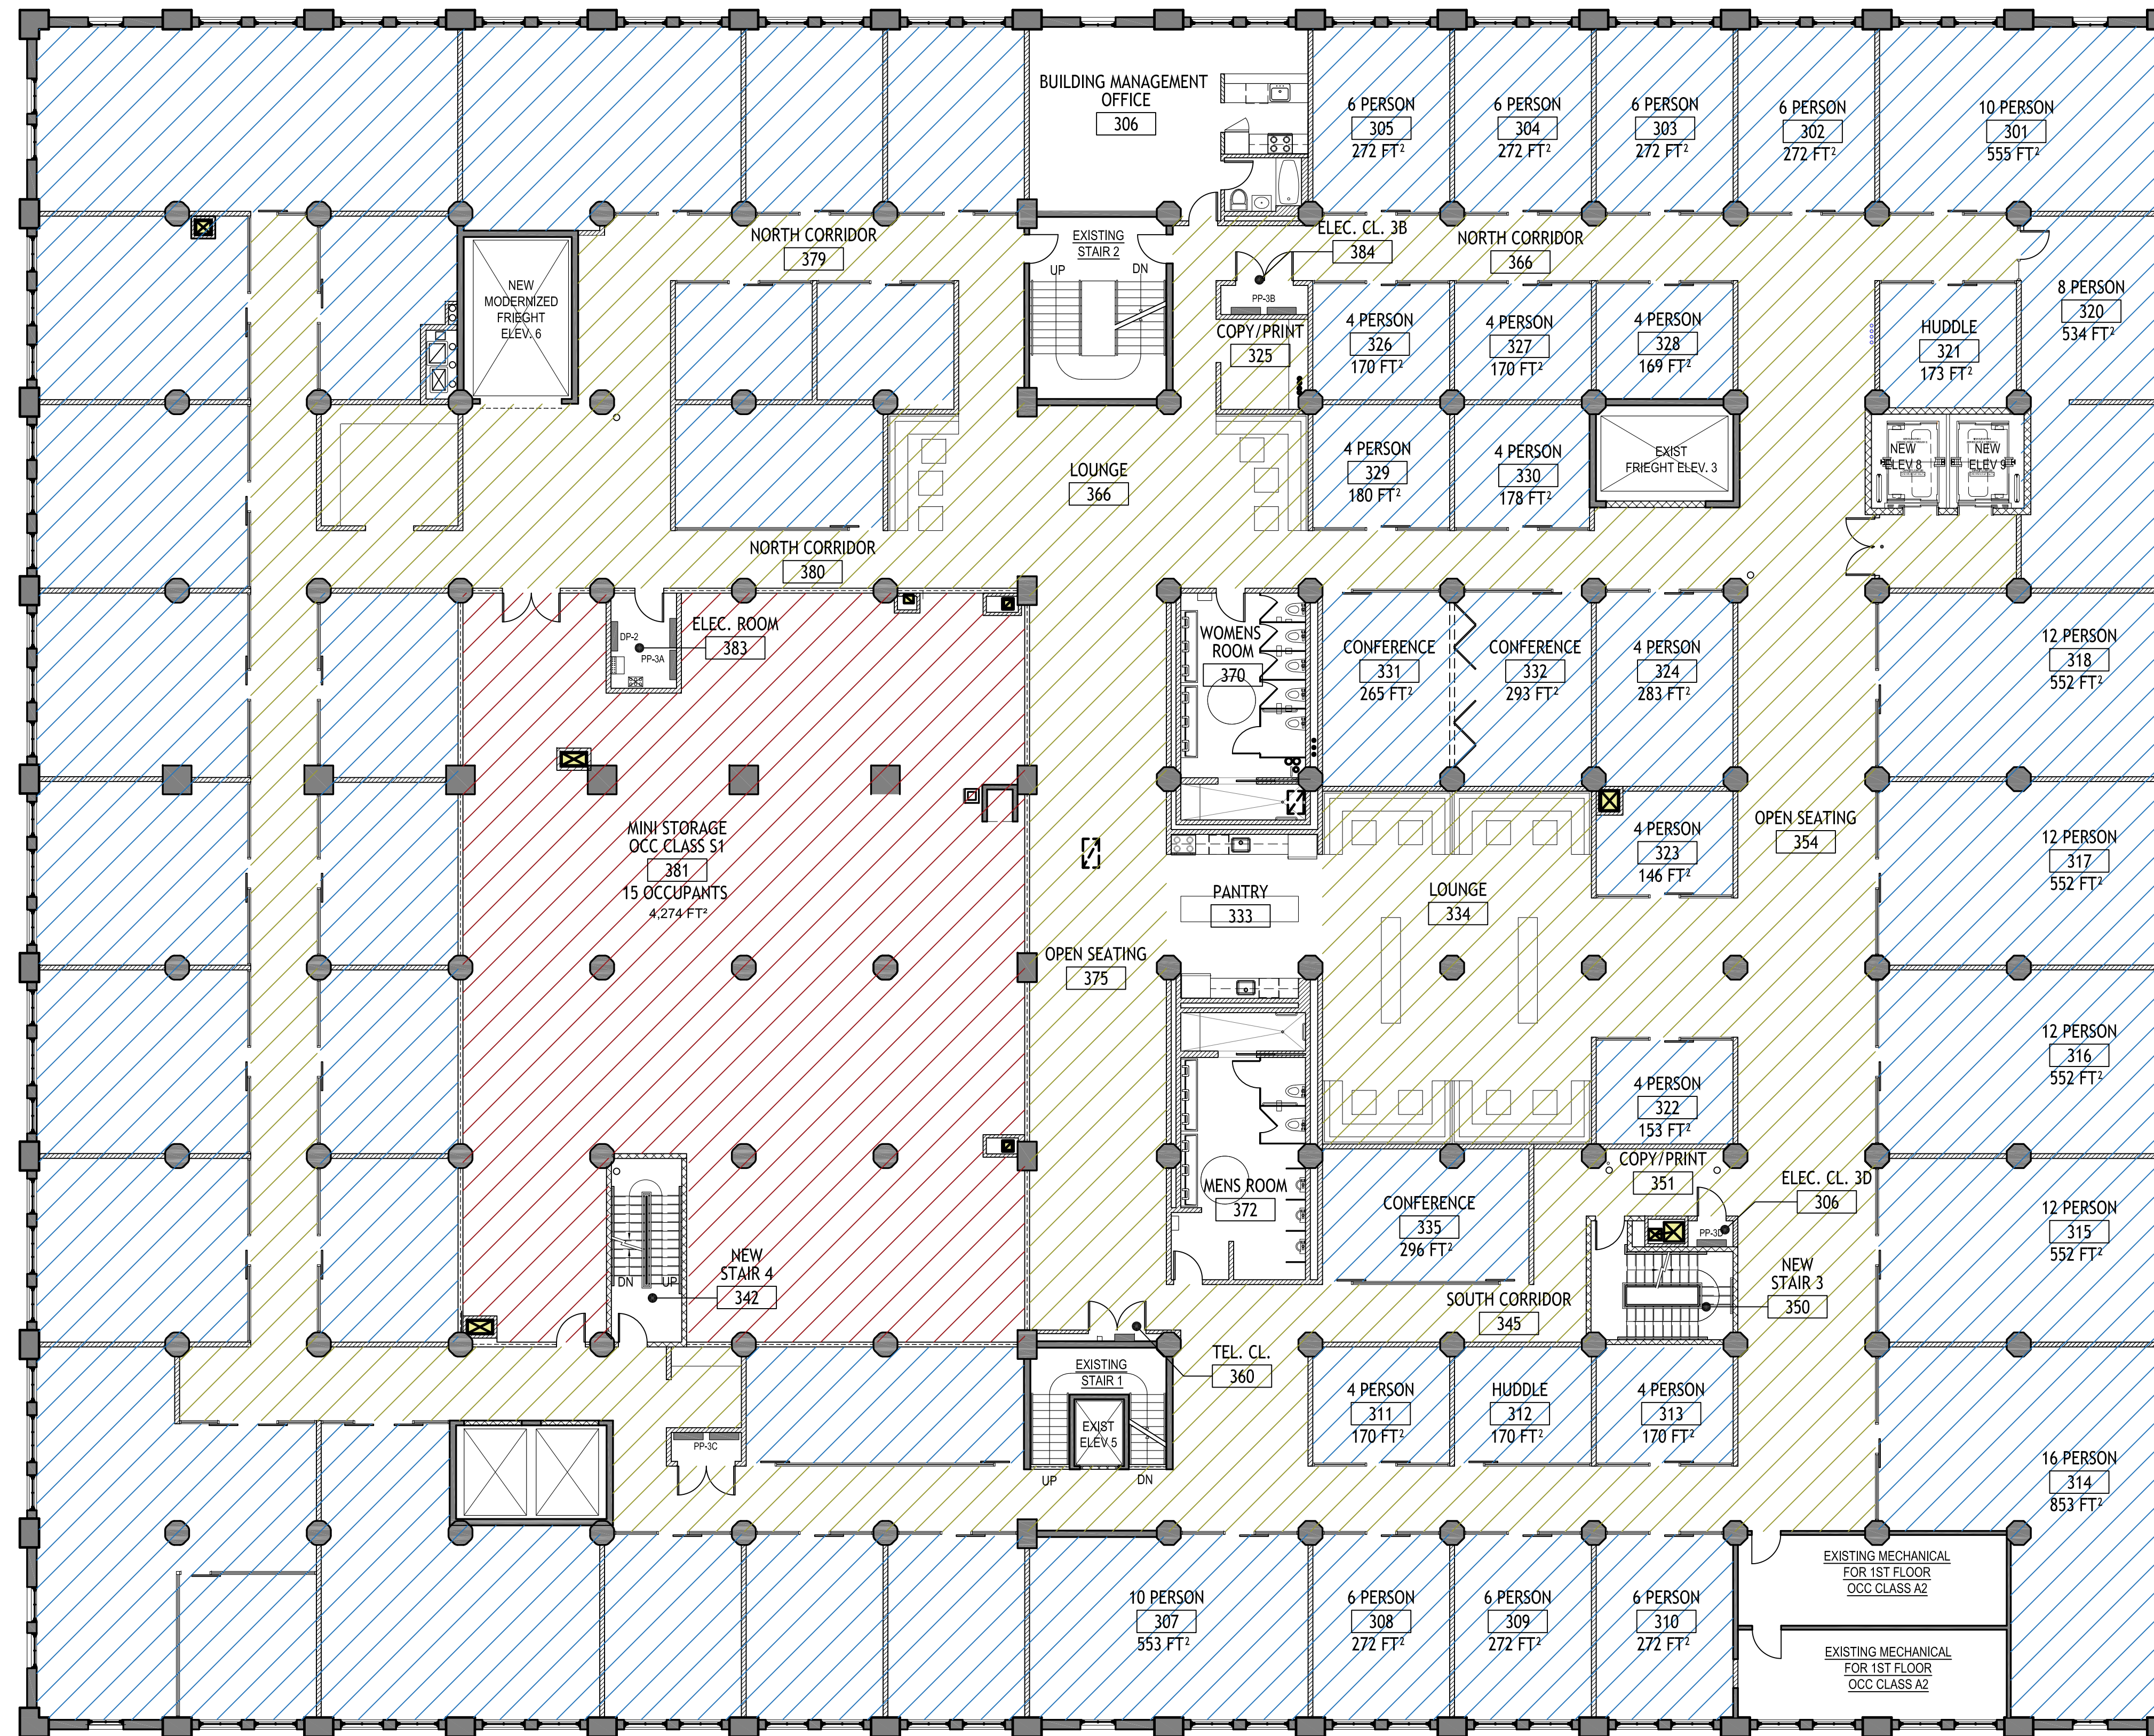 BUILDING MANAGEMENT
OFFICE
306
6 PERSON
305
272 FT²
6 PERSON
304
272 FT²
6 PERSON
303
272 FT²
6 PERSON
302
272 FT²
10 PERSON
301
555 FT²
NORTH CORRIDOR
379
EXISTING
STAIR 2
UP
DN
ELEC. CL. 3B
384
PP-3B
NORTH CORRIDOR
366
NEW
MODERNIZED
FRIEGHT
ELEV. 6
COPY/PRINT
325
4 PERSON
326
170 FT²
4 PERSON
327
170 FT²
4 PERSON
328
169 FT²
HUDDLE
321
173 FT²
8 PERSON
320
534 FT²
LOUNGE
366
4 PERSON
329
180 FT²
4 PERSON
330
178 FT²
EXIST
FRIEGHT ELEV. 3
NEW
ELEV 8
NEW
ELEV 9
NORTH CORRIDOR
380
DP-2
PP-3A
ELEC. ROOM
383
WOMENS
ROOM
370
CONFERENCE
331
265 FT²
CONFERENCE
332
293 FT²
4 PERSON
324
283 FT²
12 PERSON
318
552 FT²
MINI STORAGE
OCC CLASS S1
381
15 OCCUPANTS
4,274 FT²
4 PERSON
323
146 FT²
OPEN SEATING
354
12 PERSON
317
552 FT²
PANTRY
333
LOUNGE
334
OPEN SEATING
375
12 PERSON
316
552 FT²
4 PERSON
322
153 FT²
COPY/PRINT
351
ELEC. CL. 3D
306
PP-3D
MENS ROOM
372
CONFERENCE
335
296 FT²
12 PERSON
315
552 FT²
DN
UP
NEW
STAIR 4
342
NEW
STAIR 3
350
SOUTH CORRIDOR
345
TEL. CL.
360
EXISTING
STAIR 1
EXIST
ELEV 5
UP
DN
4 PERSON
311
170 FT²
HUDDLE
312
170 FT²
4 PERSON
313
170 FT²
PP-3C
16 PERSON
314
853 FT²
10 PERSON
307
553 FT²
6 PERSON
308
272 FT²
6 PERSON
309
272 FT²
6 PERSON
310
272 FT²
EXISTING MECHANICAL
FOR 1ST FLOOR
OCC CLASS A2
EXISTING MECHANICAL
FOR 1ST FLOOR
OCC CLASS A2